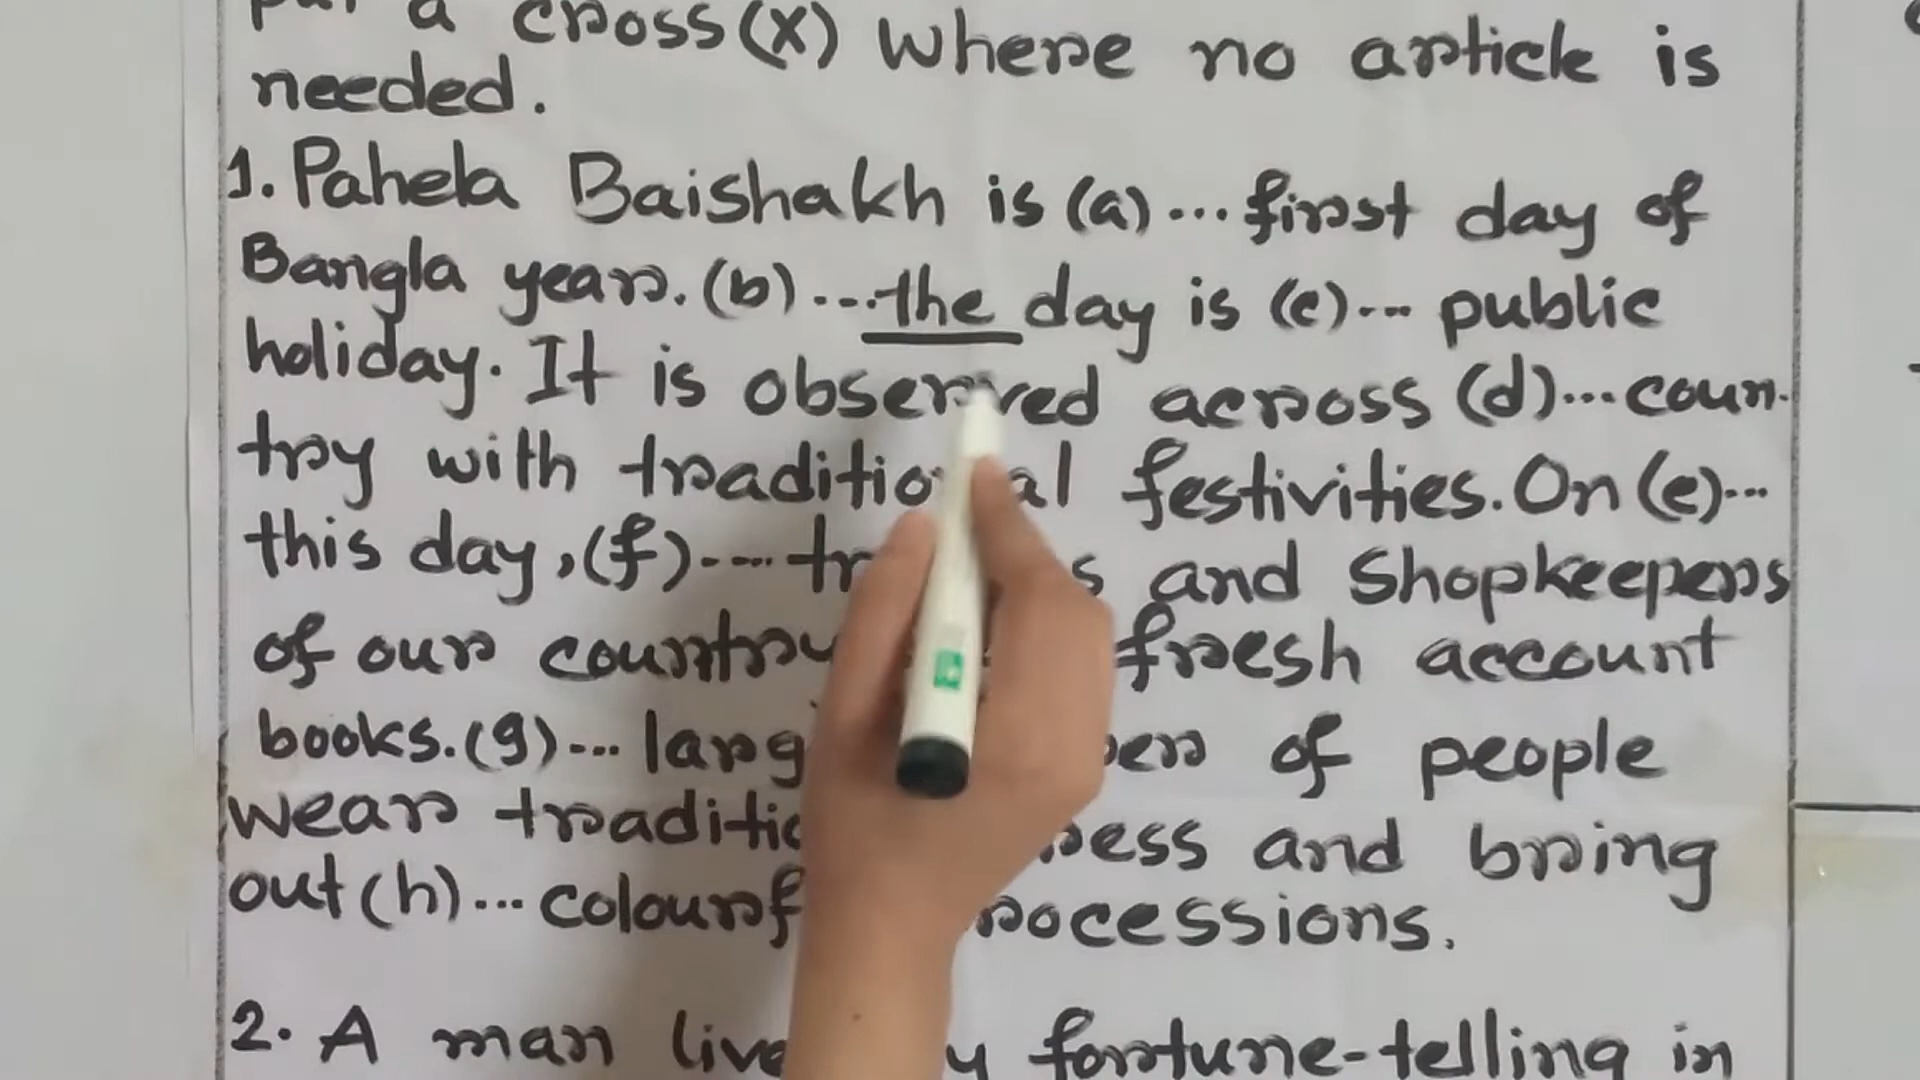 a cross (X) where no article is
needed.
1. Pahela Baishakh is (a) ... first day of
Bangla year. (b) ... the day is (c) ... public
holiday. It is observed across (d) ... coun-
try with traditional festivities. On (e) ...
this day, (f) .... and Shopkeepers
of our country fresh account
books. (g) ... of people
wear and bring
out (h) ... processions.
2. A man fortune-telling in